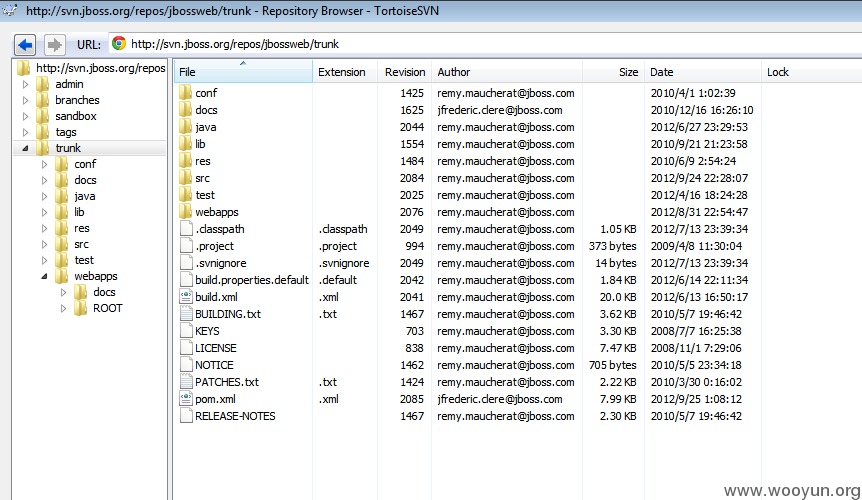 http://svn.jboss.org/repos/jbossweb/trunk - Repository Browser - TortoiseSVN
URL: http://svn.jboss.org/repos/jbossweb/trunk
http://svn.jboss.org/repos
admin
branches
sandbox
tags
trunk
conf
docs
java
lib
res
src
test
webapps
docs
ROOT
File Extension Revision Author Size Date Lock
conf 1425 remy.maucherat@jboss.com 2010/4/1 1:02:39
docs 1625 jfrederic.clere@jboss.com 2010/12/16 16:26:10
java 2044 remy.maucherat@jboss.com 2012/6/27 23:29:53
lib 1554 remy.maucherat@jboss.com 2010/9/21 21:23:58
res 1484 remy.maucherat@jboss.com 2010/6/9 2:54:24
src 2084 remy.maucherat@jboss.com 2012/9/24 22:28:07
test 2025 remy.maucherat@jboss.com 2012/4/16 18:24:28
webapps 2076 remy.maucherat@jboss.com 2012/8/31 22:54:47
.classpath .classpath 2049 remy.maucherat@jboss.com 1.05 KB 2012/7/13 23:39:34
.project .project 994 remy.maucherat@jboss.com 373 bytes 2009/4/8 11:30:04
.svnignore .svnignore 2049 remy.maucherat@jboss.com 14 bytes 2012/7/13 23:39:34
build.properties.default .default 2042 remy.maucherat@jboss.com 1.84 KB 2012/6/14 22:11:34
build.xml .xml 2041 remy.maucherat@jboss.com 20.0 KB 2012/6/13 16:50:17
BUILDING.txt .txt 1467 remy.maucherat@jboss.com 3.62 KB 2010/5/7 19:46:42
KEYS 703 remy.maucherat@jboss.com 3.30 KB 2008/7/7 16:25:38
LICENSE 838 remy.maucherat@jboss.com 7.47 KB 2008/11/1 7:29:06
NOTICE 1462 remy.maucherat@jboss.com 705 bytes 2010/5/5 23:34:18
PATCHES.txt .txt 1424 remy.maucherat@jboss.com 2.22 KB 2010/3/30 0:16:02
pom.xml .xml 2085 jfrederic.clere@jboss.com 7.99 KB 2012/9/25 1:08:12
RELEASE-NOTES 1467 remy.maucherat@jboss.com 2.30 KB 2010/5/7 19:46:42
www.wooyun.org